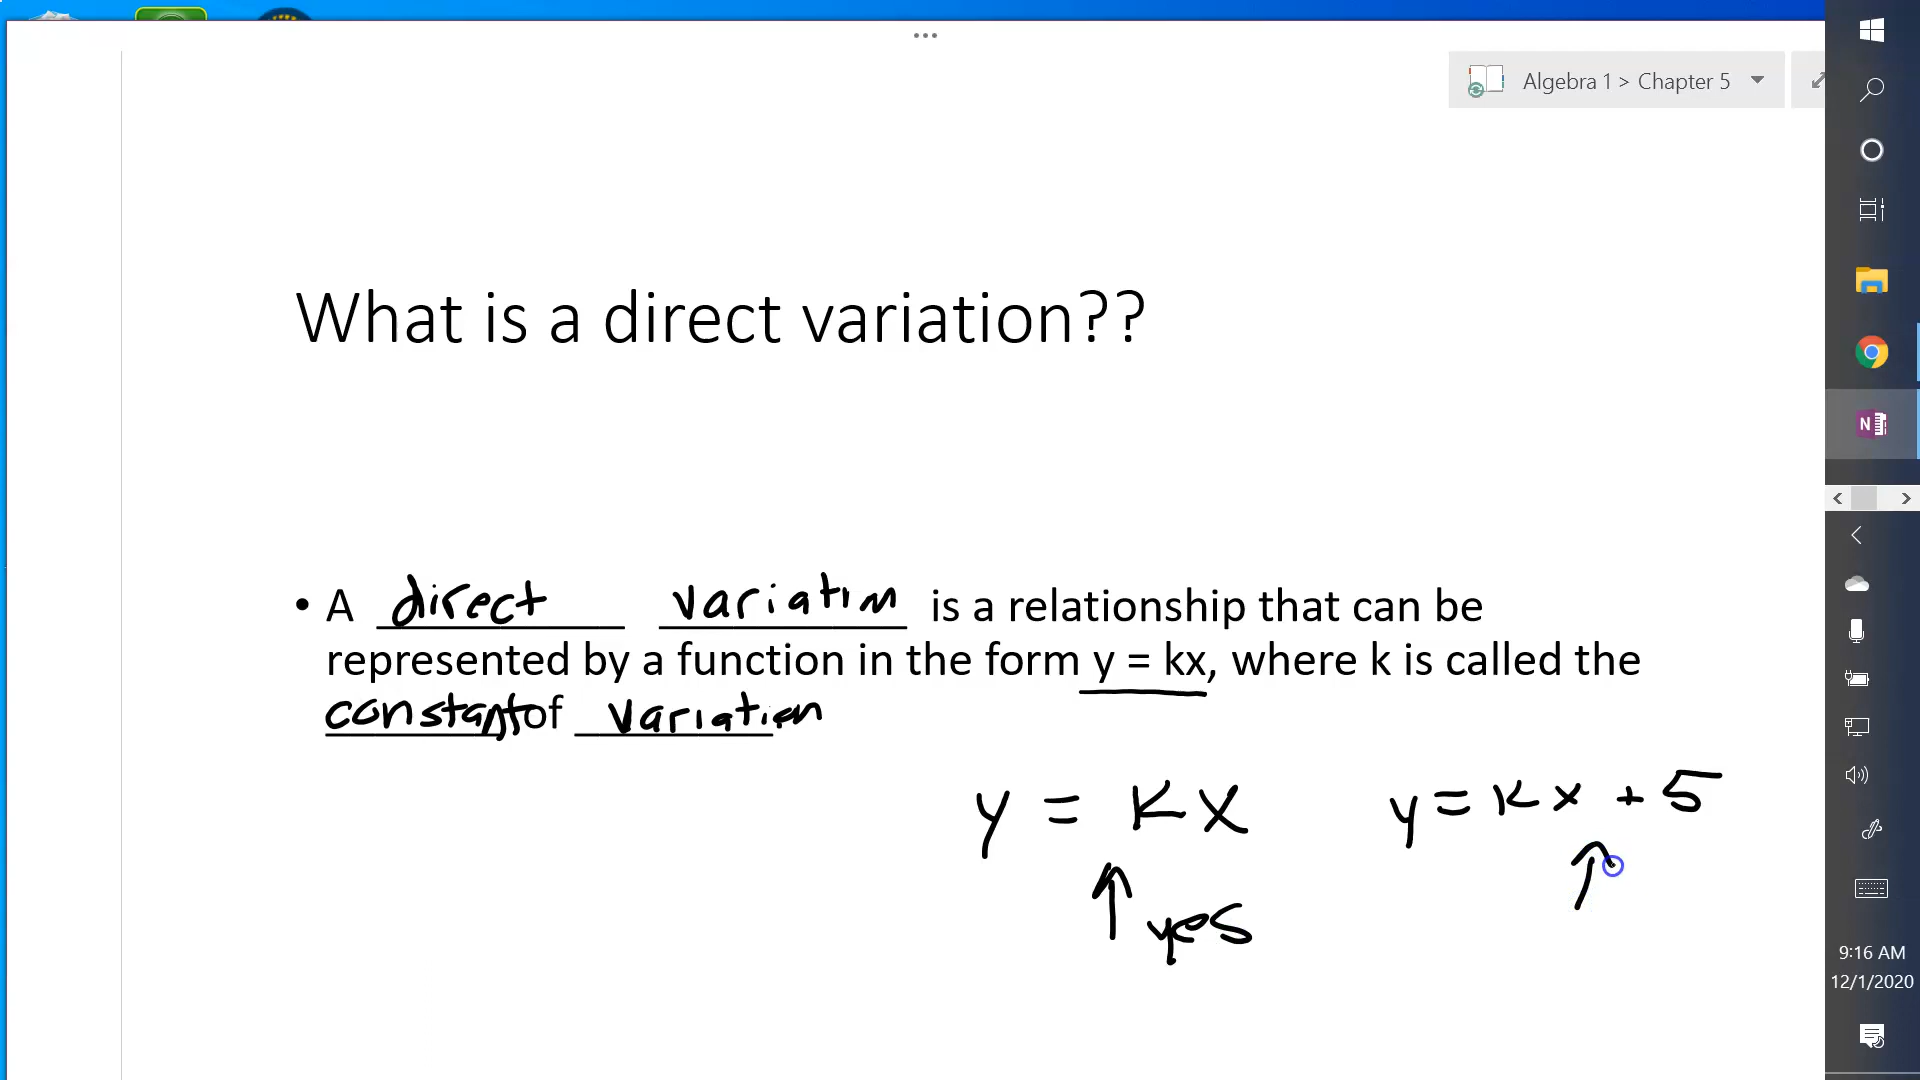 Algebra 1 > Chapter 5
What is a direct variation??
• A direct variation is a relationship that can be
represented by a function in the form y = kx, where k is called the
constant of variation
y = kx y = kx + 5
yes
N
9:16 AM
12/1/2020